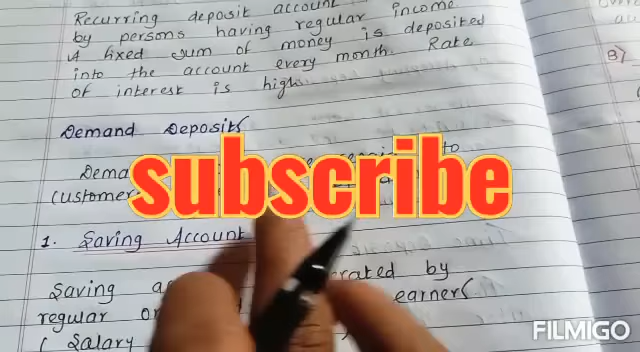 Recurring deposit account
by persons having regular income
A fixed sum of money is deposited
into the account every month. Rate
of interest is high.
Demand Deposits
Dema to
customer
subscribe
1. Saving Account
Saving a rated by
regular or earners
( Salary
B)
FILMIGO